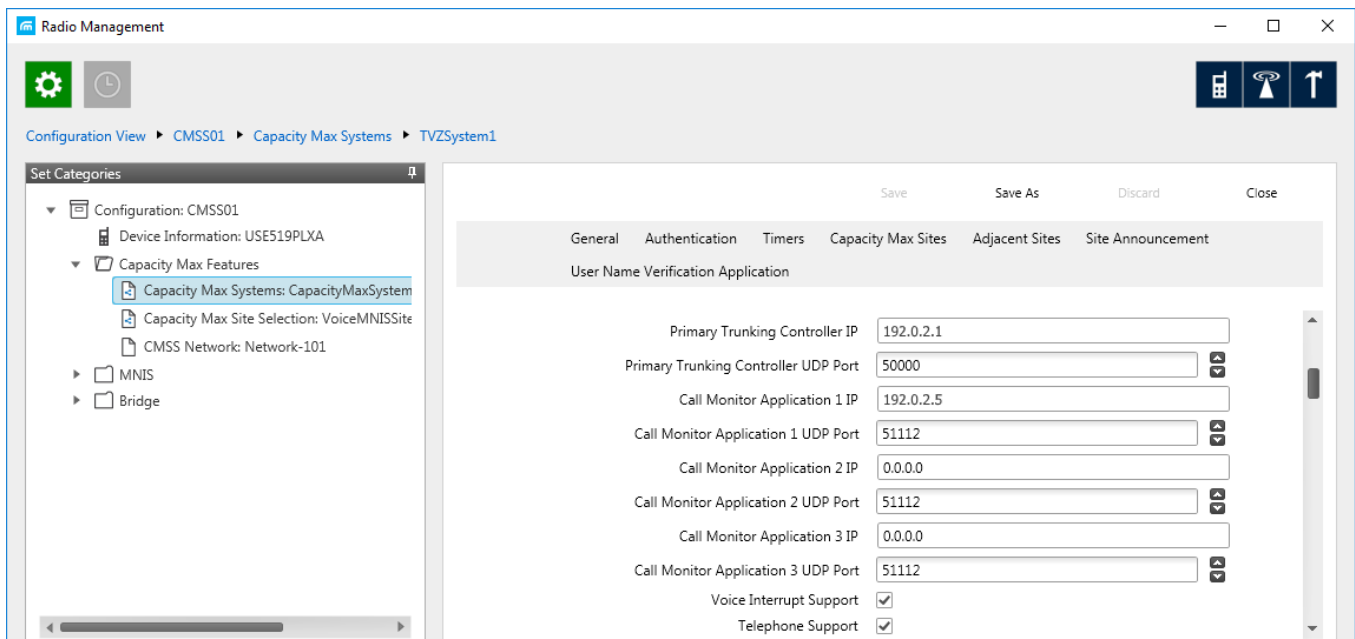 Radio Management
Configuration View CMSS01 Capacity Max Systems TVZSystem1
Set Categories
Configuration: CMSS01
Device Information: USE519PLXA
Capacity Max Features
Capacity Max Systems: CapacityMaxSystem
Capacity Max Site Selection: VoiceMNISSite
CMSS Network: Network-101
MNIS
Bridge
Save Save As Discard Close
General Authentication Timers Capacity Max Sites Adjacent Sites Site Announcement
User Name Verification Application
Primary Trunking Controller IP 192.0.2.1
Primary Trunking Controller UDP Port 50000
Call Monitor Application 1 IP 192.0.2.5
Call Monitor Application 1 UDP Port 51112
Call Monitor Application 2 IP 0.0.0.0
Call Monitor Application 2 UDP Port 51112
Call Monitor Application 3 IP 0.0.0.0
Call Monitor Application 3 UDP Port 51112
Voice Interrupt Support
Telephone Support